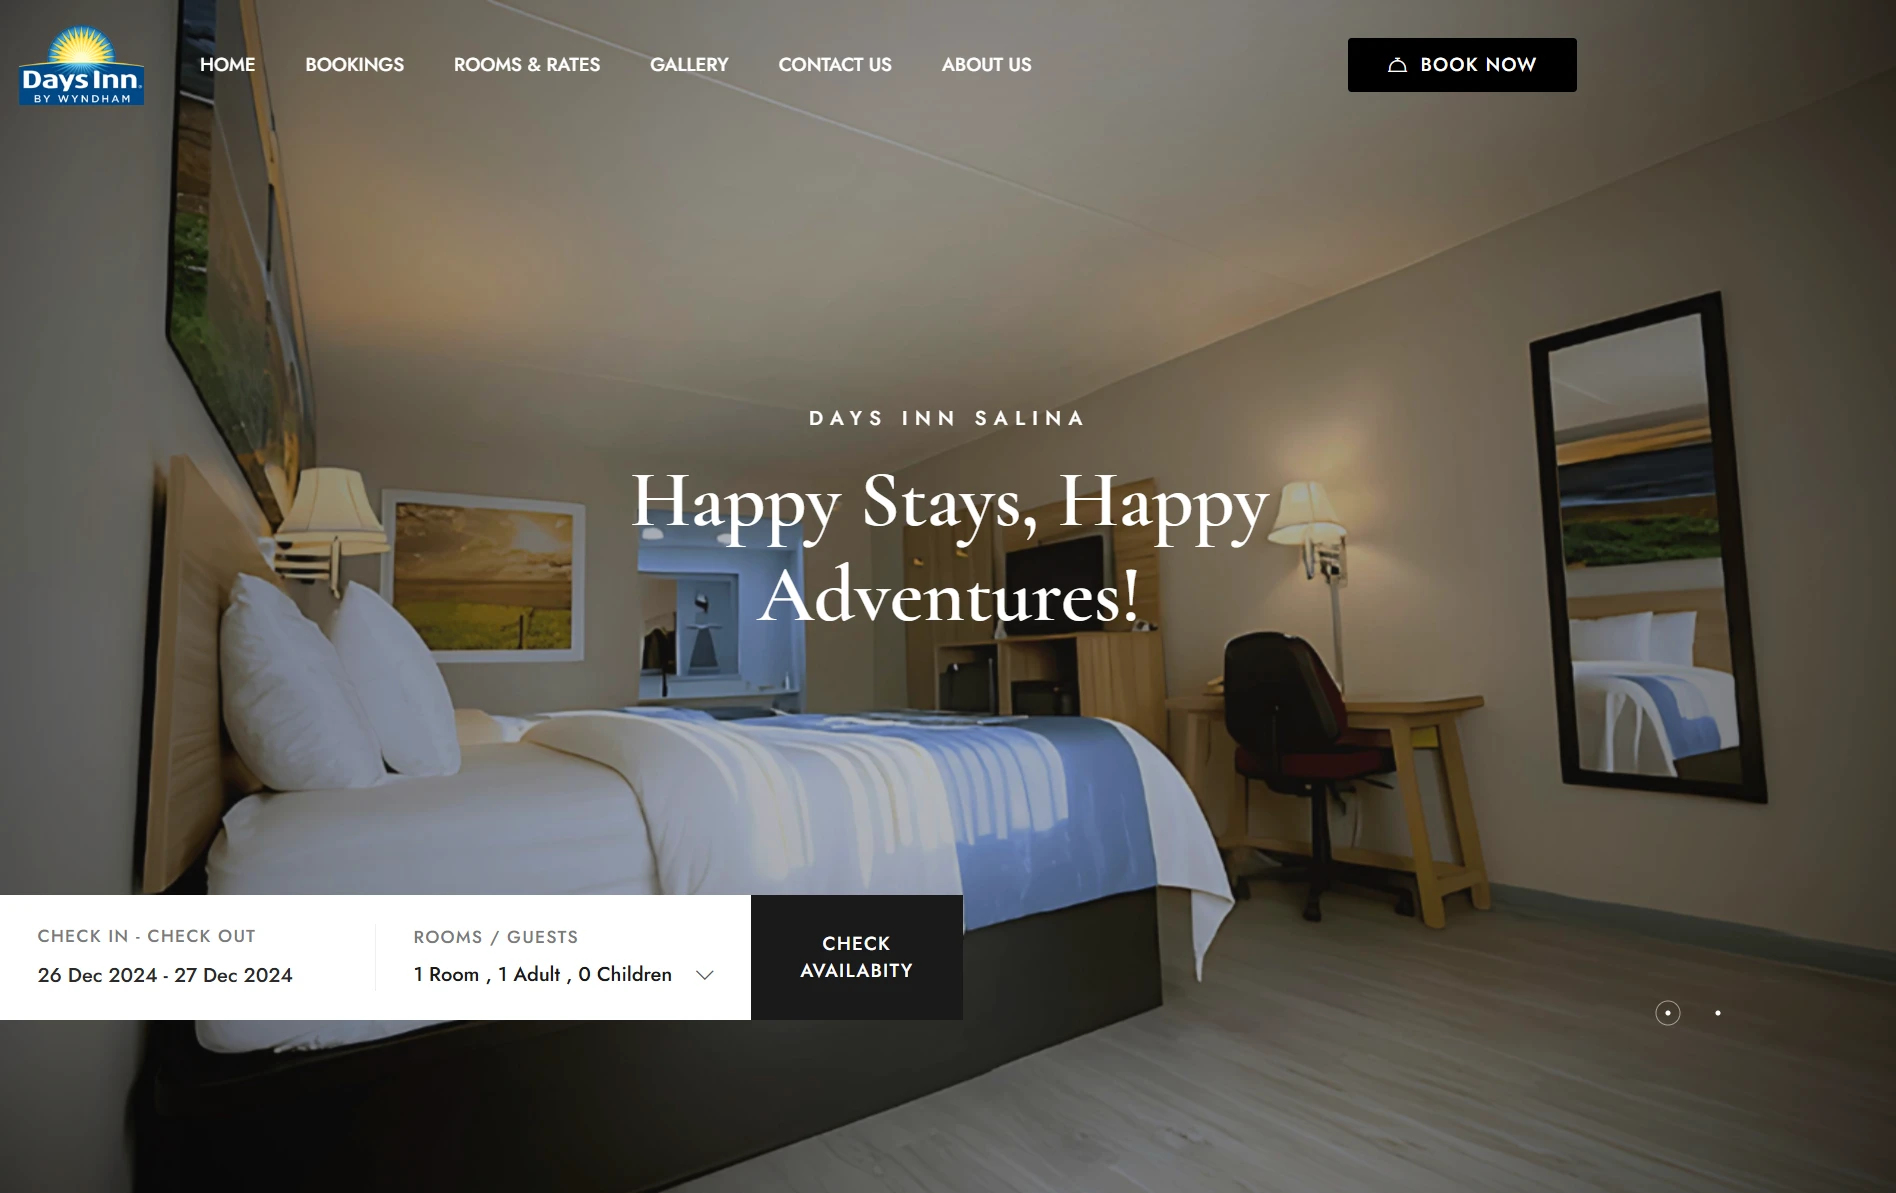 Days Inn®
BY WYNDHAM
HOME
BOOKINGS
ROOMS & RATES
GALLERY
CONTACT US
ABOUT US
BOOK NOW
DAYS INN SALINA
Happy Stays, Happy
Adventures!
CHECK IN - CHECK OUT
26 Dec 2024 - 27 Dec 2024
ROOMS / GUESTS
1 Room , 1 Adult , 0 Children
CHECK
AVAILABITY